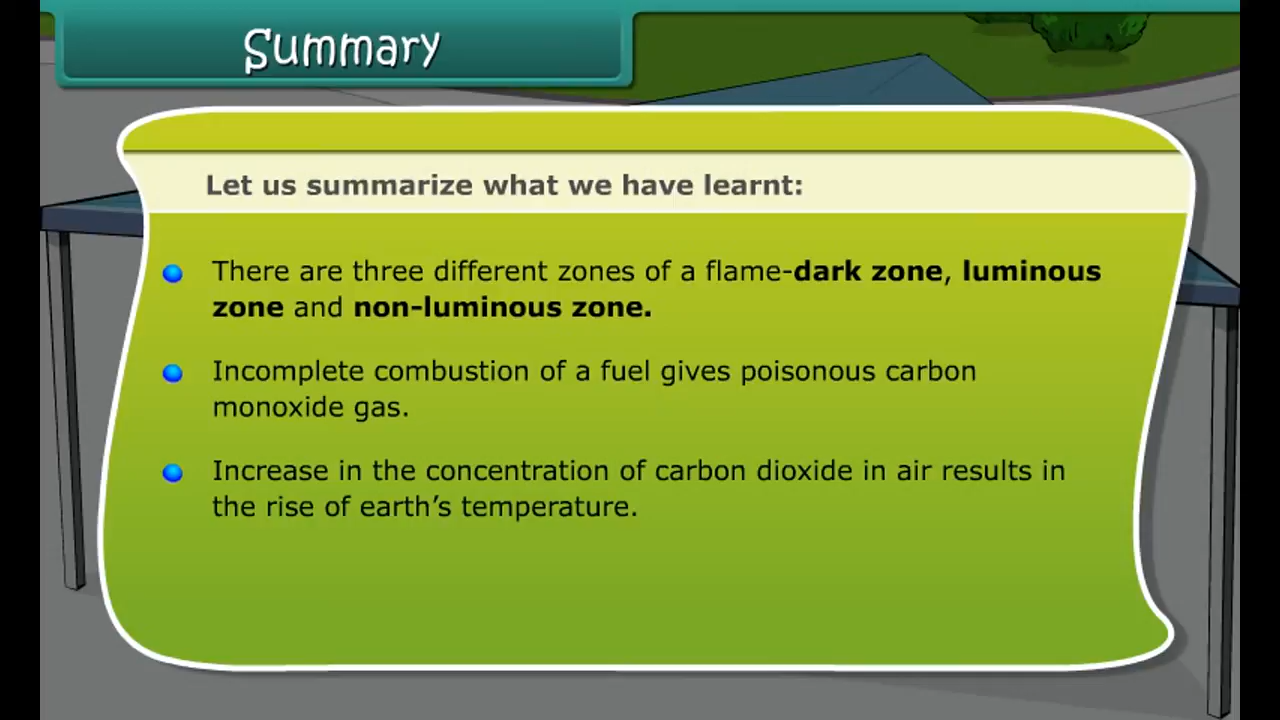 Summary
Let us summarize what we have learnt:
There are three different zones of a flame-dark zone, luminous
zone and non-luminous zone.
Incomplete combustion of a fuel gives poisonous carbon
monoxide gas.
Increase in the concentration of carbon dioxide in air results in
the rise of earth’s temperature.